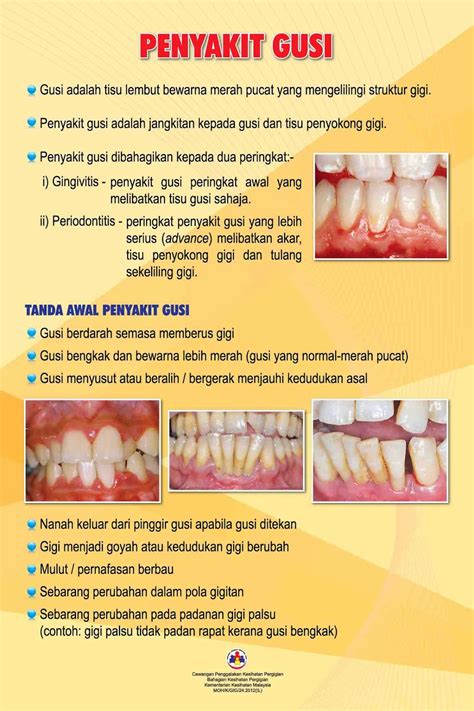 PENYAKIT GUSI
Gusi adalah tisu lembut bewarna merah pucat yang mengelilingi struktur gigi.
Penyakit gusi adalah jangkitan kepada gusi dan tisu penyokong gigi.
Penyakit gusi dibahagikan kepada dua peringkat:-
i) Gingivitis - penyakit gusi peringkat awal yang
melibatkan tisu gusi sahaja.
ii) Periodontitis - peringkat penyakit gusi yang lebih
serius (advance) melibatkan akar,
tisu penyokong gigi dan tulang
sekeliling gigi.
TANDA AWAL PENYAKIT GUSI
Gusi berdarah semasa memberus gigi
Gusi bengkak dan bewarna lebih merah (gusi yang normal-merah pucat)
Gusi menyusut atau beralih / bergerak menjauhi kedudukan asal
Nanah keluar dari pinggir gusi apabila gusi ditekan
Gigi menjadi goyah atau kedudukan gigi berubah
Mulut / pernafasan berbau
Sebarang perubahan dalam pola gigitan
Sebarang perubahan pada padanan gigi palsu
(contoh: gigi palsu tidak padan rapat kerana gusi bengkak)
Cawangan Penggalakan Kesihatan Pergigian
Bahagian Kesihatan Pergigian
Kementerian Kesihatan Malaysia
MOH/K/GIG/24.2012(IL)